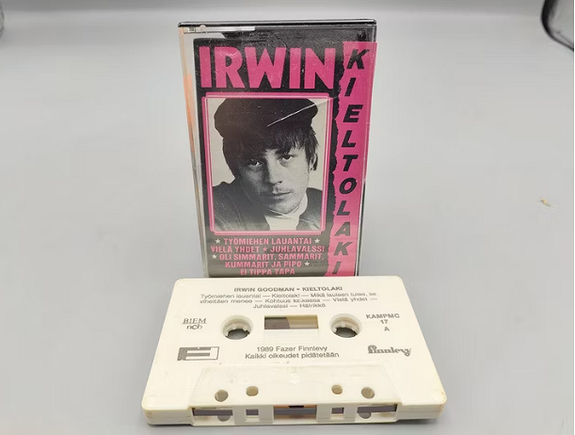 IRWIN
KIELTOLAKI
★ TYÖMIEHEN LAUANTAI ★
VIELÄ YHDET ★ JUHLAVALSSI
★ OLI SIMMARIT, SAMMARIT,
KUMMARIT JA PIPO ★
EI TIPPA TAPA
IRWIN GOODMAN • KIELTOLAKI
Työmiehen lauantai — Kieltolaki — Mikä laulaen tulee, se
viheltäen menee — Kohtuus kaikessa — Vielä yhdet —
Juhlavalssi — Häirikkö
BIEM
ncb
KAMPMC
17
A
1989 Fazer Finnlevy
Kaikki oikeudet pidätetään
F
finnlevy